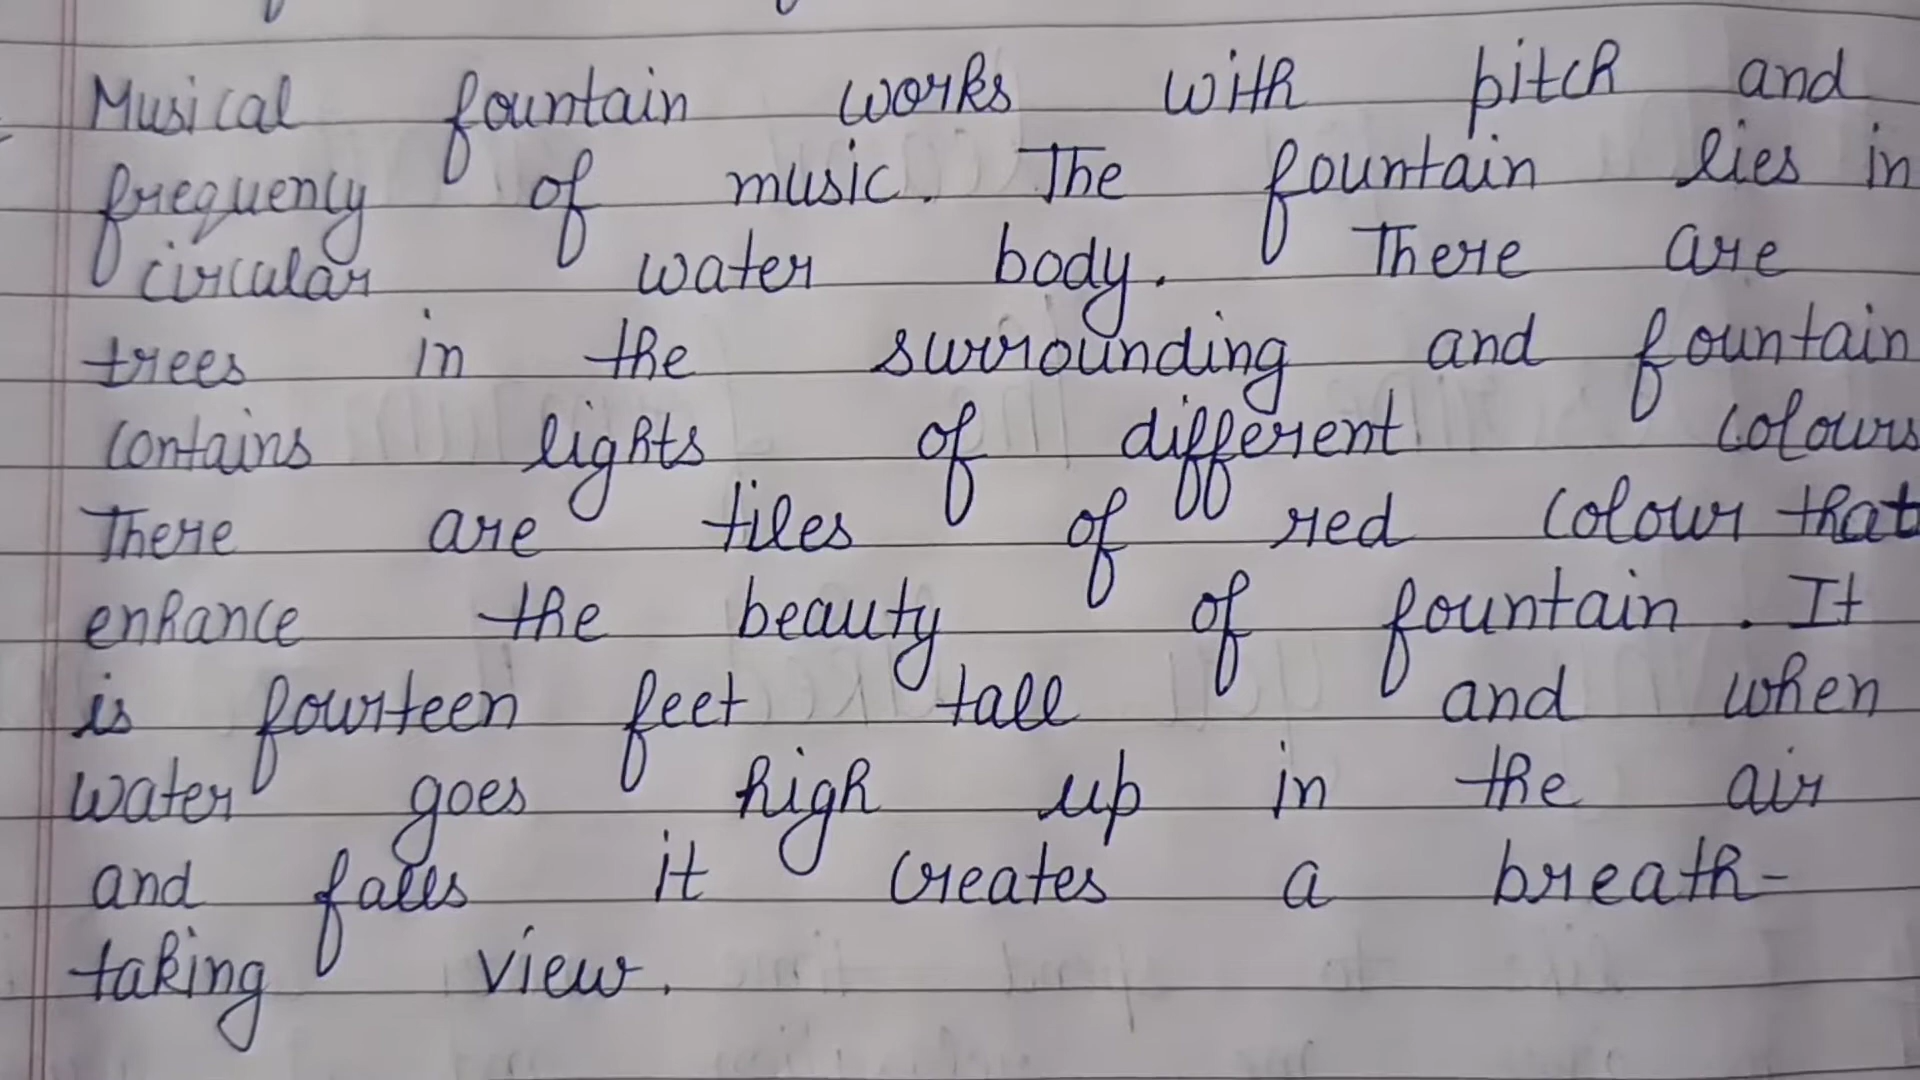 Musical fountain works with pitch and
frequency of music. The fountain lies in
circular water body. There are
trees in the surrounding and fountain
contains lights of different colours
There are tiles of red colour that
enhance the beauty of fountain. It
is fourteen feet tall and when
water goes high up in the air
and falls it creates a breath-
taking view.